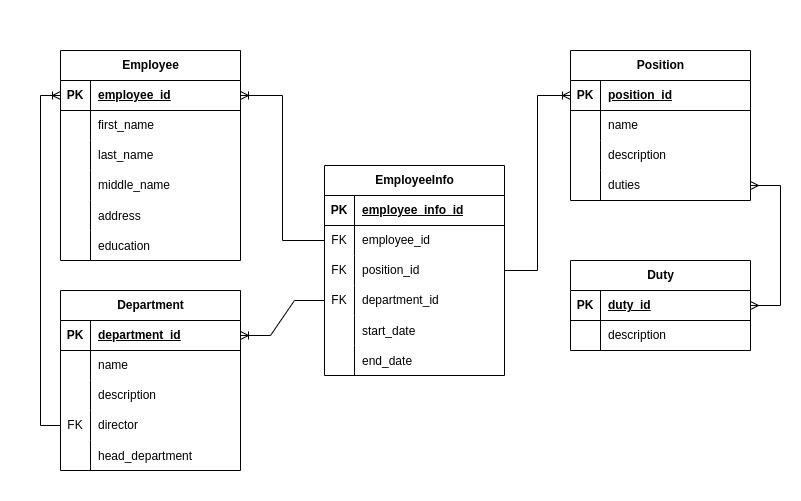 Employee
PK employee_id
first_name
last_name
middle_name
address
education
Department
PK department_id
name
description
FK director
head_department
EmployeeInfo
PK employee_info_id
FK employee_id
FK position_id
FK department_id
start_date
end_date
Position
PK position_id
name
description
duties
Duty
PK duty_id
description